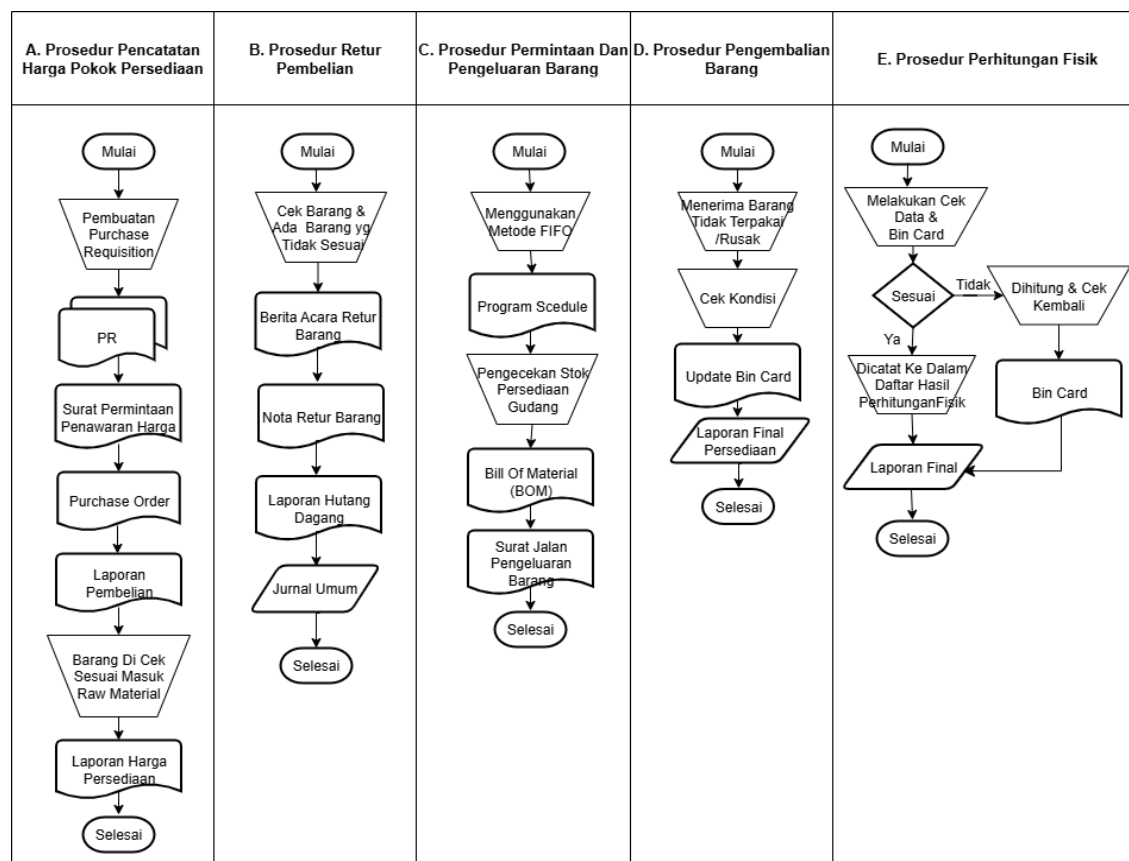 A. Prosedur Pencatatan
Harga Pokok Persediaan
B. Prosedur Retur
Pembelian
C. Prosedur Permintaan Dan
Pengeluaran Barang
D. Prosedur Pengembalian
Barang
E. Prosedur Perhitungan Fisik
Mulai
Pembuatan
Purchase
Requisition
PR
Surat Permintaan
Penawaran Harga
Purchase Order
Laporan
Pembelian
Barang Di Cek
Sesuai Masuk
Raw Material
Laporan Harga
Persediaan
Selesai
Mulai
Cek Barang &
Ada Barang yg
Tidak Sesuai
Berita Acara Retur
Barang
Nota Retur Barang
Laporan Hutang
Dagang
Jurnal Umum
Selesai
Mulai
Menggunakan
Metode FIFO
Program Scedule
Pengecekan Stok
Persediaan
Gudang
Bill Of Material
(BOM)
Surat Jalan
Pengeluaran
Barang
Selesai
Mulai
Menerima Barang
Tidak Terpakai
/Rusak
Cek Kondisi
Update Bin Card
Laporan Final
Persediaan
Selesai
Mulai
Melakukan Cek
Data &
Bin Card
Sesuai
Tidak
Dihitung & Cek
Kembali
Ya
Dicatat Ke Dalam
Daftar Hasil
PerhitunganFisik
Bin Card
Laporan Final
Selesai